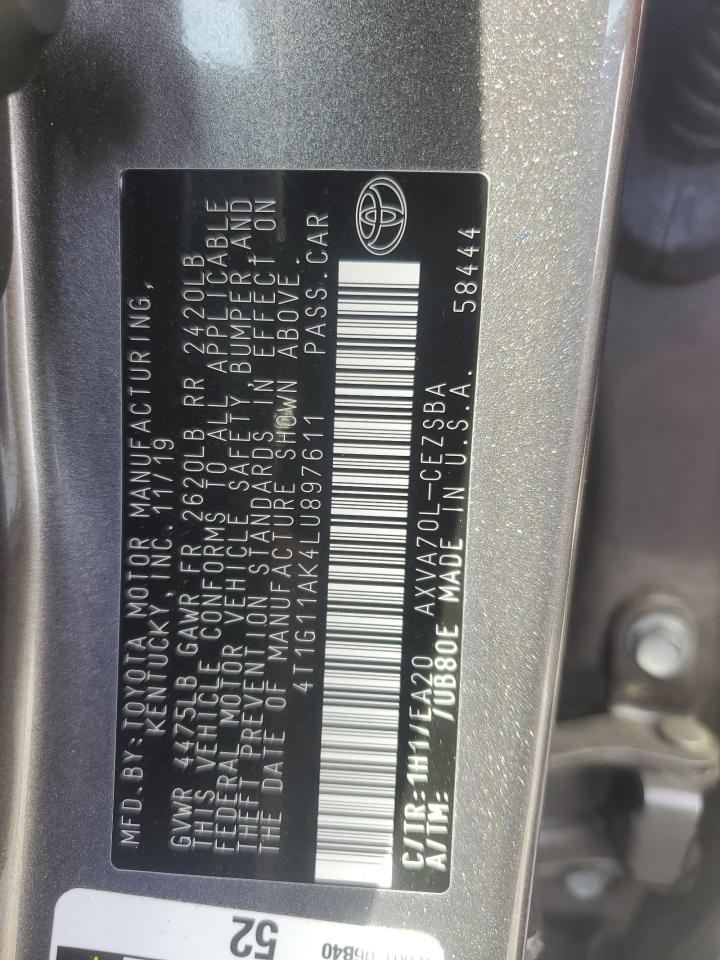 MFD.BY:TOYOTA MOTOR MANUFACTURING,
KENTUCKY, INC. 11/19
GVWR 4475LB GAWR FR 2620LB RR 2420LB
THIS VEHICLE CONFORMS TO ALL APPLICABLE
FEDERAL MOTOR VEHICLE SAFETY, BUMPER, AND
THEFT PREVENTION STANDARDS IN EFFECT ON
THE DATE OF MANUFACTURE SHOWN ABOVE.
4T1G11AK4LU897611 PASS.CAR
C/TR:1H1/EA20 AXVA70L-CEZSBA
A/TM: /UB80E MADE IN U.S.A. 58444
52
06B40